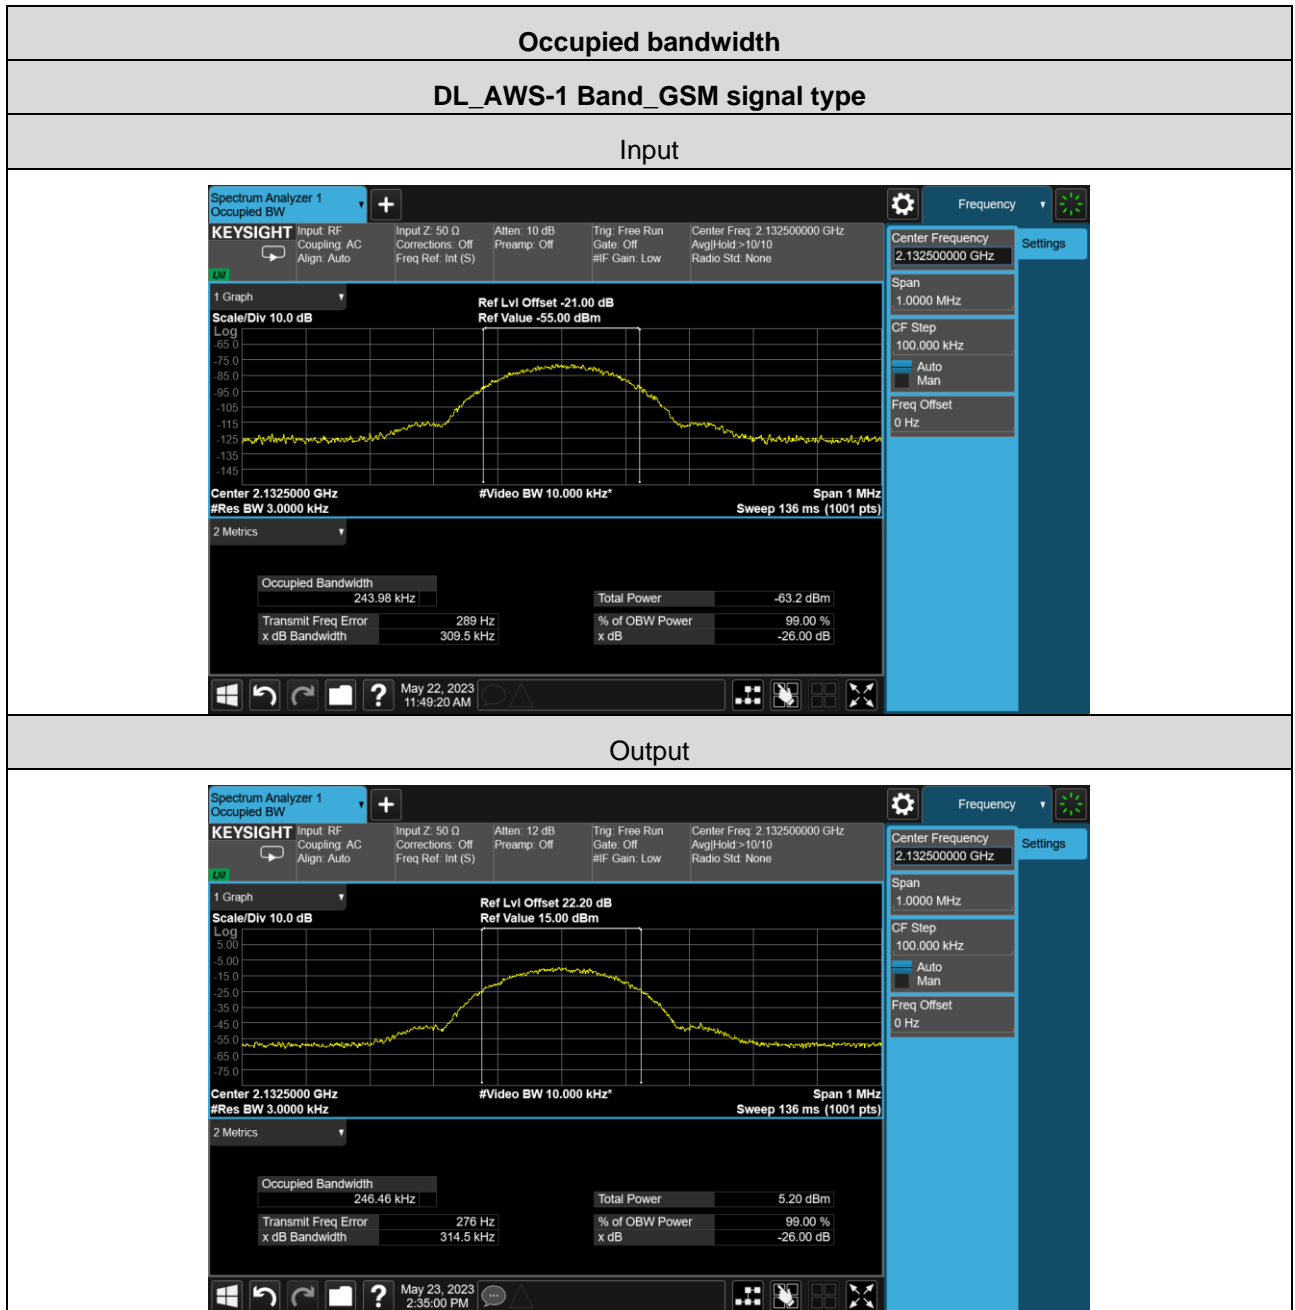 Occupied bandwidth
DL_AWS-1 Band_GSM signal type
Input
Spectrum Analyzer 1
Occupied BW
Frequency
KEYSIGHT
Input: RF
Coupling: AC
Align: Auto
Input Z: 50 Ω
Corrections: Off
Freq Ref: Int (S)
Atten: 10 dB
Preamp: Off
Trig: Free Run
Gate: Off
#IF Gain: Low
Center Freq: 2.132500000 GHz
Avg|Hold:>10/10
Radio Std: None
LXI
Center Frequency
2.132500000 GHz
Settings
Span
1.0000 MHz
CF Step
100.000 kHz
Auto
Man
Freq Offset
0 Hz
1 Graph
Scale/Div 10.0 dB
Ref Lvl Offset -21.00 dB
Ref Value -55.00 dBm
Log
-65.0
-75.0
-85.0
-95.0
-105
-115
-125
-135
-145
Center 2.1325000 GHz
#Video BW 10.000 kHz*
Span 1 MHz
#Res BW 3.0000 kHz
Sweep 136 ms (1001 pts)
2 Metrics
Occupied Bandwidth
243.98 kHz
Total Power -63.2 dBm
Transmit Freq Error 289 Hz
% of OBW Power 99.00 %
x dB Bandwidth 309.5 kHz
x dB -26.00 dB
?
May 22, 2023
11:49:20 AM
Output
Spectrum Analyzer 1
Occupied BW
Frequency
KEYSIGHT
Input: RF
Coupling: AC
Align: Auto
Input Z: 50 Ω
Corrections: Off
Freq Ref: Int (S)
Atten: 12 dB
Preamp: Off
Trig: Free Run
Gate: Off
#IF Gain: Low
Center Freq: 2.132500000 GHz
Avg|Hold:>10/10
Radio Std: None
LXI
Center Frequency
2.132500000 GHz
Settings
Span
1.0000 MHz
CF Step
100.000 kHz
Auto
Man
Freq Offset
0 Hz
1 Graph
Scale/Div 10.0 dB
Ref Lvl Offset 22.20 dB
Ref Value 15.00 dBm
Log
5.00
-5.00
-15.0
-25.0
-35.0
-45.0
-55.0
-65.0
-75.0
Center 2.1325000 GHz
#Video BW 10.000 kHz*
Span 1 MHz
#Res BW 3.0000 kHz
Sweep 136 ms (1001 pts)
2 Metrics
Occupied Bandwidth
246.46 kHz
Total Power 5.20 dBm
Transmit Freq Error 276 Hz
% of OBW Power 99.00 %
x dB Bandwidth 314.5 kHz
x dB -26.00 dB
?
May 23, 2023
2:35:00 PM